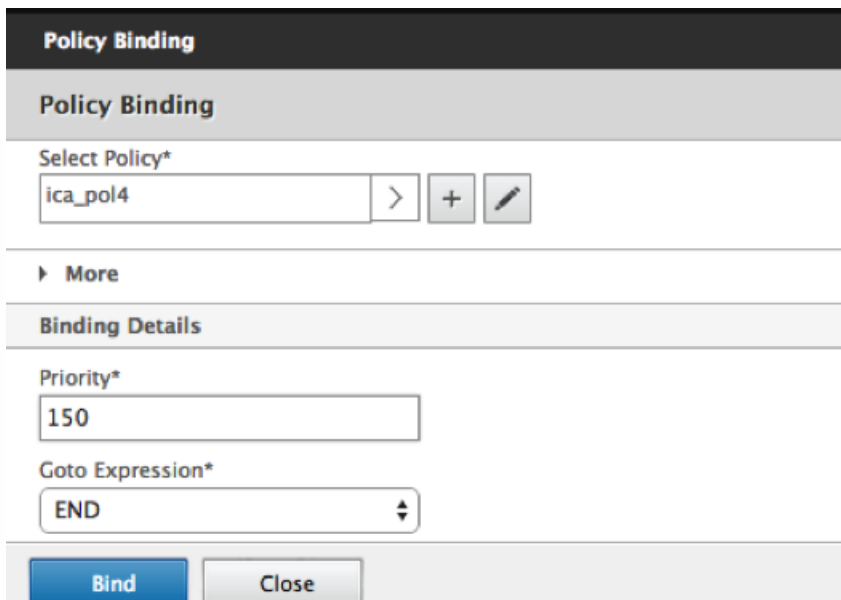 Policy Binding
Policy Binding
Select Policy*
ica_pol4
More
Binding Details
Priority*
150
Goto Expression*
END
Bind Close